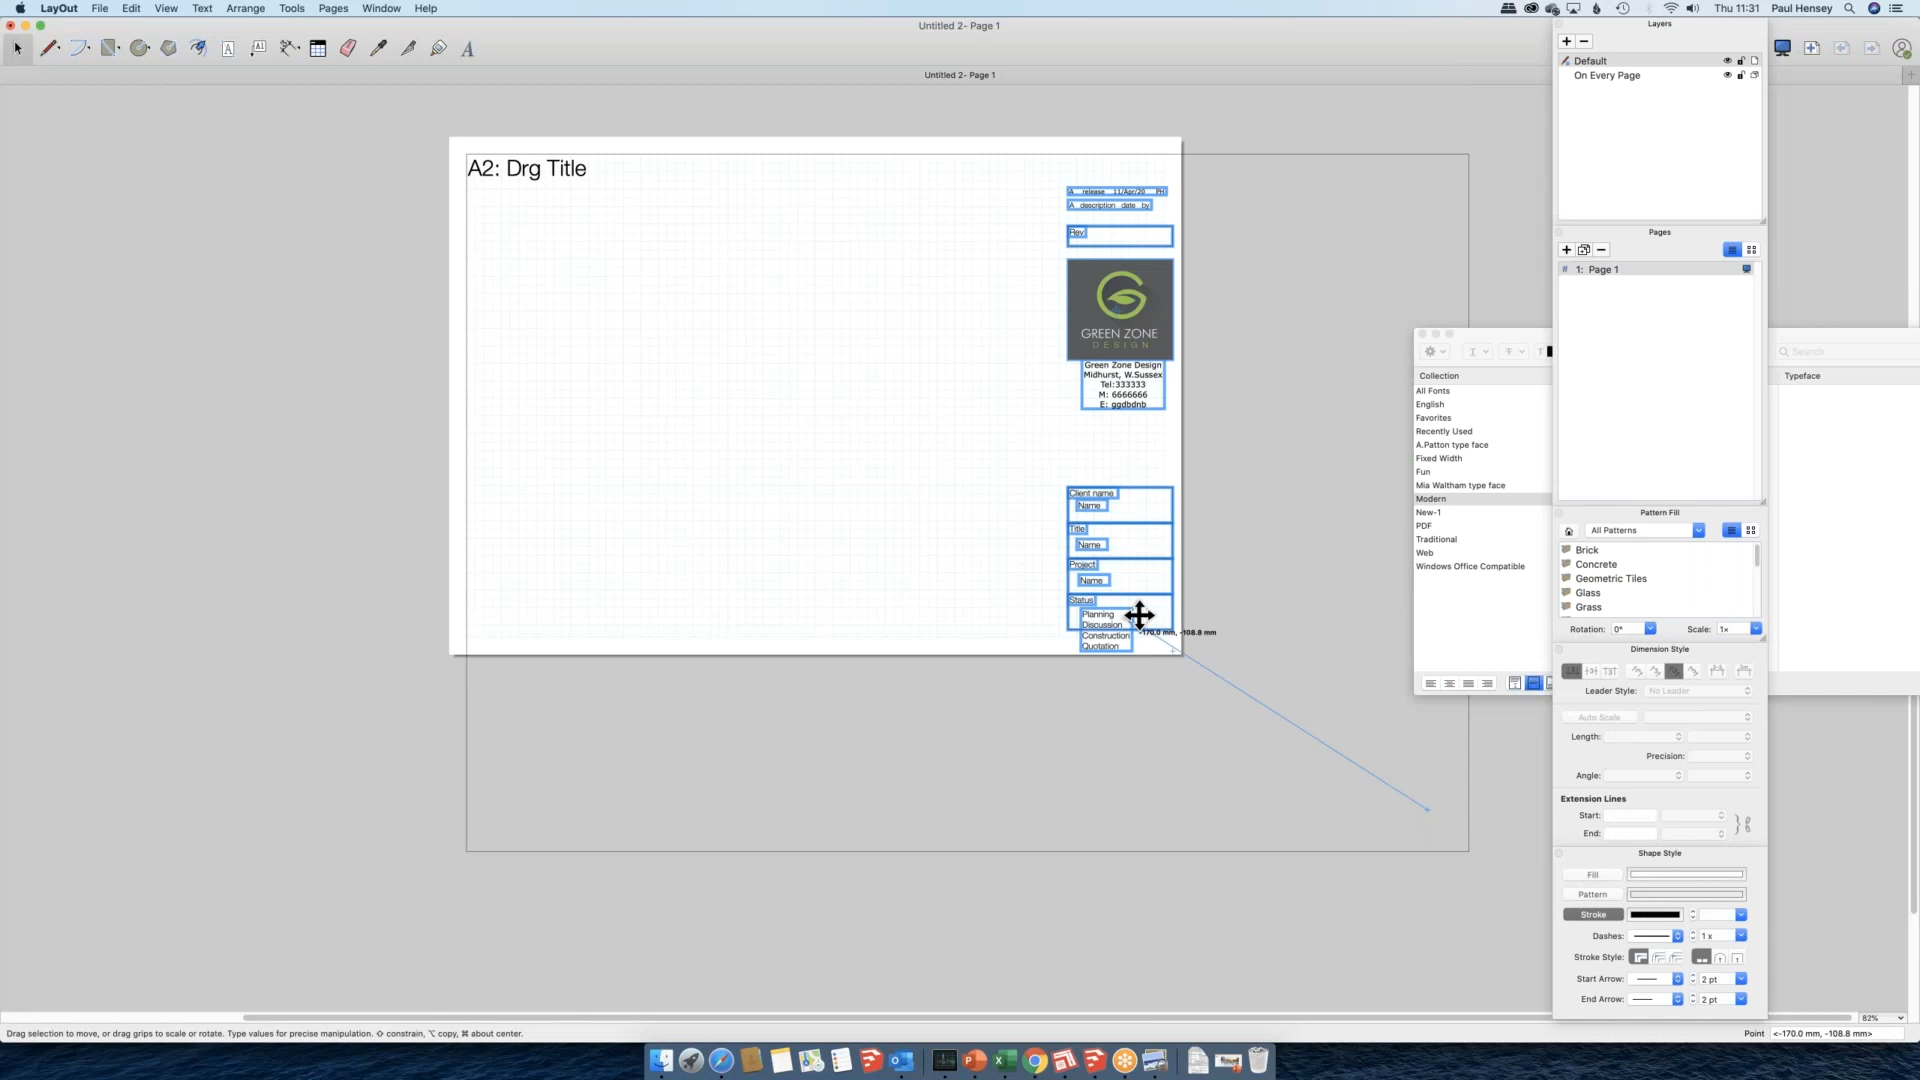 LayOut File Edit View Text Arrange Tools Pages Window Help Thu 11:31 Paul Hensey
Untitled 2- Page 1
Untitled 2- Page 1
A2: Drg Title
A release 11/Apr/20 PH
A description date by
Rev
GREEN ZONE
DESIGN
Green Zone Design
Midhurst, W.Sussex
Tel:333333
M: 6666666
E: ggdbdnb
Client name
Name
Title
Name
Project
Name
Status
Planning
Discussion
Construction
Quotation
-170.0 mm, -108.8 mm
Search
Collection
Typeface
All Fonts
English
Favorites
Recently Used
A.Patton type face
Fixed Width
Fun
Mia Waltham type face
Modern
New-1
PDF
Traditional
Web
Windows Office Compatible
Layers
Default
On Every Page
Pages
# 1: Page 1
Pattern Fill
All Patterns
Brick
Concrete
Geometric Tiles
Glass
Grass
Rotation: 0° Scale: 1x
Dimension Style
Leader Style: No Leader
Auto Scale
Length:
Precision:
Angle:
Extension Lines
Start:
End:
Shape Style
Fill
Pattern
Stroke
Dashes: 1 x
Stroke Style:
Start Arrow: 2 pt
End Arrow: 2 pt
82%
Drag selection to move, or drag grips to scale or rotate. Type values for precise manipulation. ⇧ constrain, ⌥ copy, ⌘ about center.
Point <-170.0 mm, -108.8 mm>